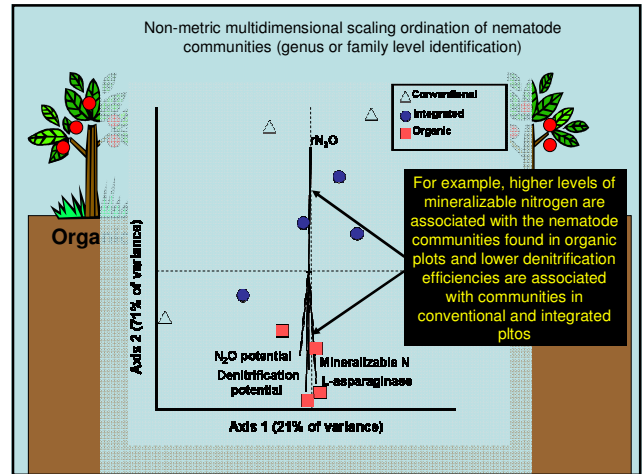 Non-metric multidimensional scaling ordination of nematode
communities (genus or family level identification)
Conventional
Integrated
Organic
rN₂O
For example, higher levels of
mineralizable nitrogen are
associated with the nematode
communities found in organic
plots and lower denitrification
efficiencies are associated
with communities in
conventional and integrated
pltos
Orga
Axis 2 (71% of variance)
N₂O potential
Denitrification
potential
Mineralizable N
L-asparaginase
Axis 1 (21% of variance)